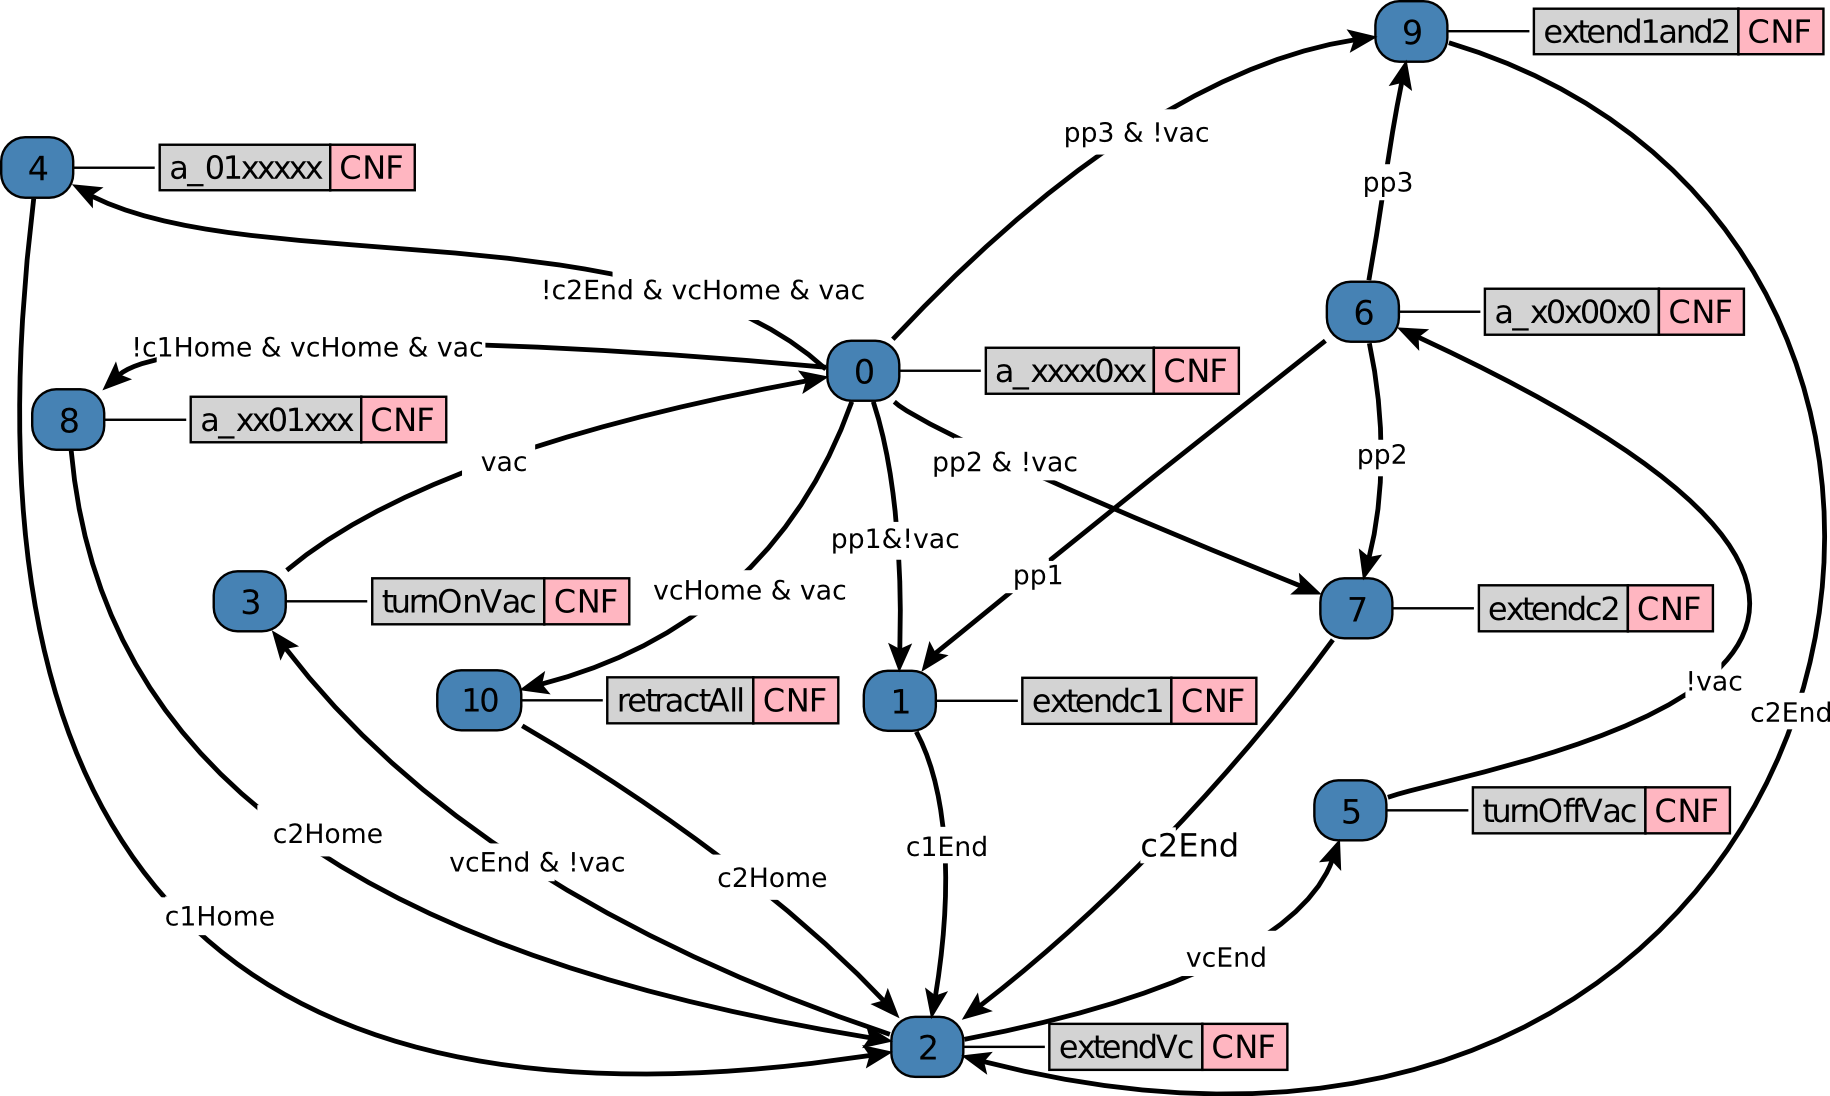 9 extend1and2 CNF
pp3 & !vac
4 a_01xxxxx CNF
pp3
!c2End & vcHome & vac
6 a_x0x00x0 CNF
!c1Home & vcHome & vac
0 a_xxxx0xx CNF
8 a_xx01xxx CNF
vac
pp2 & !vac
pp2
pp1&!vac
pp1
vcHome & vac
3 turnOnVac CNF
7 extendc2 CNF
!vac
10 retractAll CNF
1 extendc1 CNF
c2End
5 turnOffVac CNF
c2Home
c1End
c2End
vcEnd & !vac
c2Home
c1Home
vcEnd
2 extendVc CNF